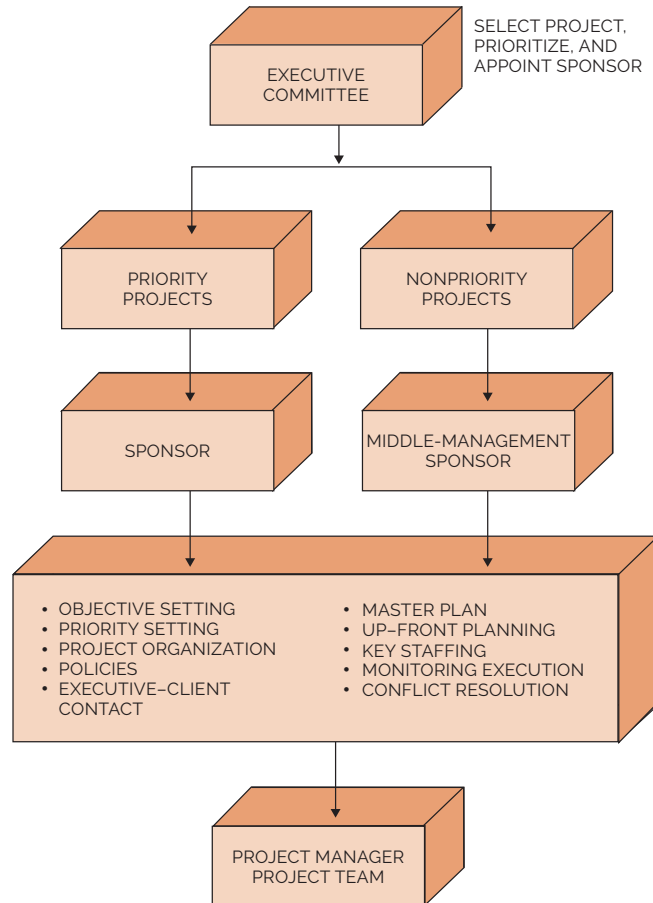 SELECT PROJECT,
PRIORITIZE, AND
APPOINT SPONSOR
EXECUTIVE
COMMITTEE
PRIORITY
PROJECTS
NONPRIORITY
PROJECTS
SPONSOR
MIDDLE-MANAGEMENT
SPONSOR
• OBJECTIVE SETTING
• PRIORITY SETTING
• PROJECT ORGANIZATION
• POLICIES
• EXECUTIVE–CLIENT
CONTACT
• MASTER PLAN
• UP–FRONT PLANNING
• KEY STAFFING
• MONITORING EXECUTION
• CONFLICT RESOLUTION
PROJECT MANAGER
PROJECT TEAM